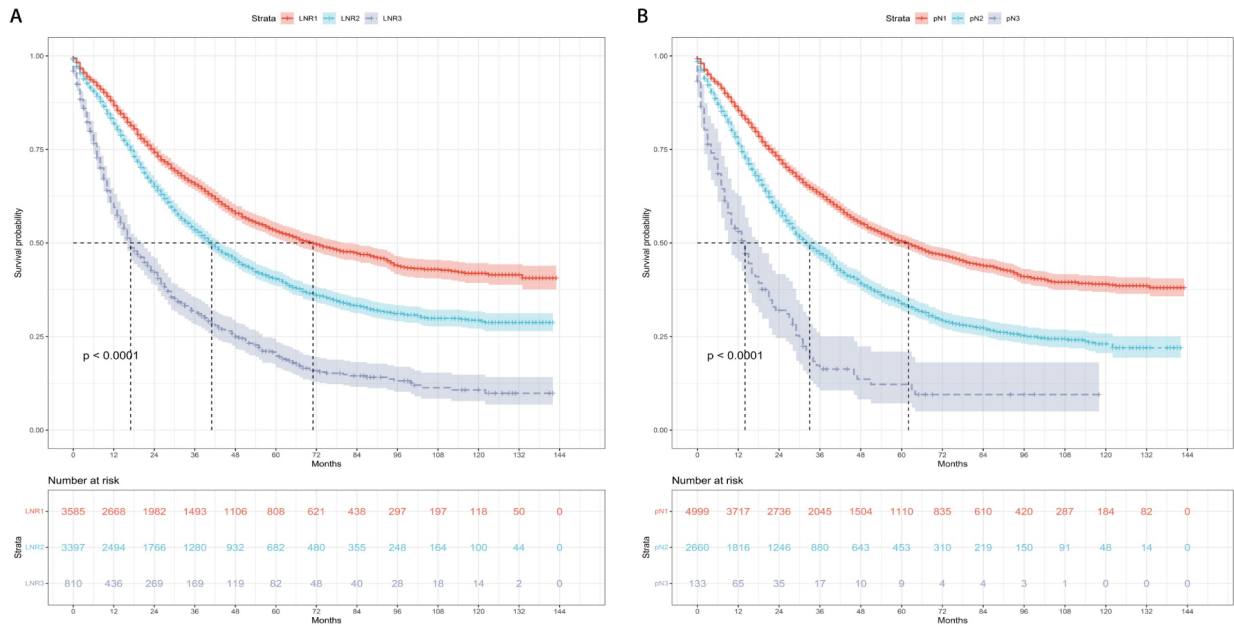 A
Strata LNR1 LNR2 LNR3
1.00
0.75
0.50
0.25
0.00
Survival probability
p < 0.0001
0 12 24 36 48 60 72 84 96 108 120 132 144
Months
Number at risk
Strata
LNR1 3585 2668 1982 1493 1106 808 621 438 297 197 118 50 0
LNR2 3397 2494 1766 1280 932 682 480 355 248 164 100 44 0
LNR3 810 436 269 169 119 82 48 40 28 18 14 2 0
0 12 24 36 48 60 72 84 96 108 120 132 144
Months
B
Strata pN1 pN2 pN3
1.00
0.75
0.50
0.25
0.00
Survival probability
p < 0.0001
0 12 24 36 48 60 72 84 96 108 120 132 144
Months
Number at risk
Strata
pN1 4999 3717 2736 2045 1504 1110 835 610 420 287 184 82 0
pN2 2660 1816 1246 880 643 453 310 219 150 91 48 14 0
pN3 133 65 35 17 10 9 4 4 3 1 0 0 0
0 12 24 36 48 60 72 84 96 108 120 132 144
Months